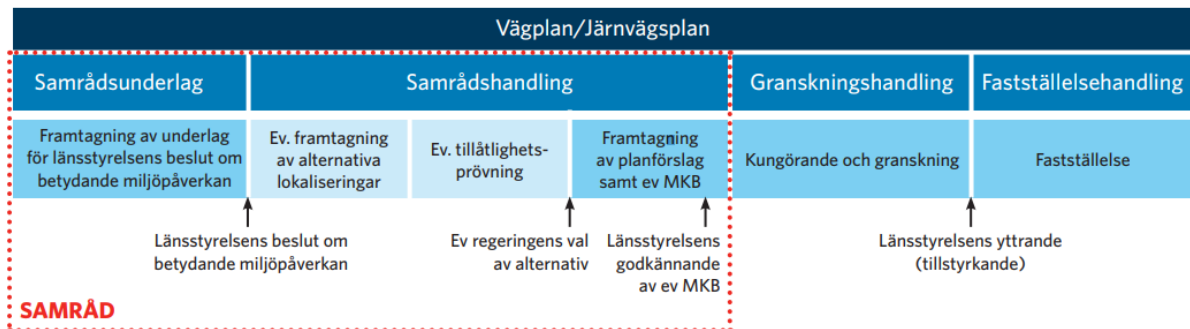 Vägplan/Järnvägsplan
Samrådsunderlag
Samrådshandling
Granskningshandling
Fastställelsehandling
Framtagning av underlag
för länsstyrelsens beslut om
betydande miljöpåverkan
Ev. framtagning
av alternativa
lokaliseringar
Ev. tillåtlighets-
prövning
Framtagning
av planförslag
samt ev MKB
Kungörande och granskning
Fastställelse
Länsstyrelsens beslut om
betydande miljöpåverkan
Ev regeringens val
av alternativ
Länsstyrelsens
godkännande
av ev MKB
Länsstyrelsens yttrande
(tillstyrkande)
SAMRÅD